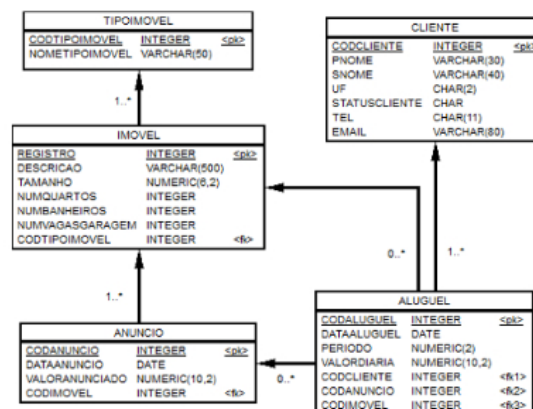 TIPOIMOVEL
CODTIPOIMOVEL INTEGER <pk>
NOMETIPOIMOVEL VARCHAR(50)
CLIENTE
CODCLIENTE INTEGER <pk>
PNOME VARCHAR(30)
SNOME VARCHAR(40)
UF CHAR(2)
STATUSCLIENTE CHAR
TEL CHAR(11)
EMAIL VARCHAR(80)
1..*
IMOVEL
REGISTRO INTEGER <pk>
DESCRICAO VARCHAR(500)
TAMANHO NUMERIC(6,2)
NUMQUARTOS INTEGER
NUMBANHEIROS INTEGER
NUMVAGASGARAGEM INTEGER
CODTIPOIMOVEL INTEGER <fk>
0..*
1..*
1..*
ANUNCIO
CODANUNCIO INTEGER <pk>
DATAANUNCIO DATE
VALORANUNCIADO NUMERIC(10,2)
CODIMOVEL INTEGER <fk>
0..*
ALUGUEL
CODALUGUEL INTEGER <pk>
DATAALUGUEL DATE
PERIODO NUMERIC(2)
VALORDIARIA NUMERIC(10,2)
CODCLIENTE INTEGER <fk1>
CODANUNCIO INTEGER <fk2>
CODIMOVEL INTEGER <fk3>